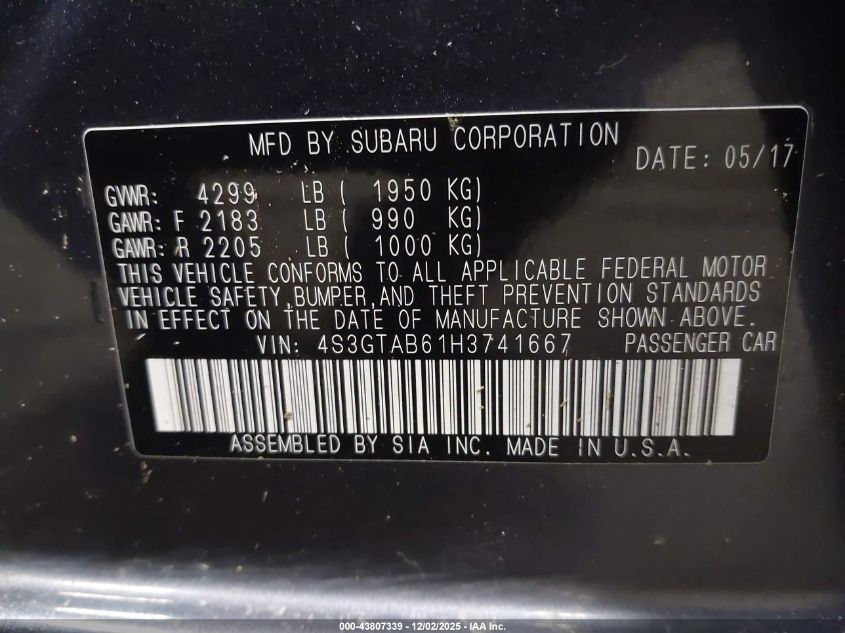 MFD BY SUBARU CORPORATION
DATE: 05/17
GVWR: 4299 LB ( 1950 KG)
GAWR: F 2183 LB ( 990 KG)
GAWR: R 2205 LB ( 1000 KG)
THIS VEHICLE CONFORMS TO ALL APPLICABLE FEDERAL MOTOR
VEHICLE SAFETY,BUMPER,AND THEFT PREVENTION STANDARDS
IN EFFECT ON THE DATE OF MANUFACTURE SHOWN ABOVE.
VIN: 4S3GTAB61H3741667 PASSENGER CAR
ASSEMBLED BY SIA INC. MADE IN U.S.A.
000-43807339 - 12/02/2025 - IAA Inc.